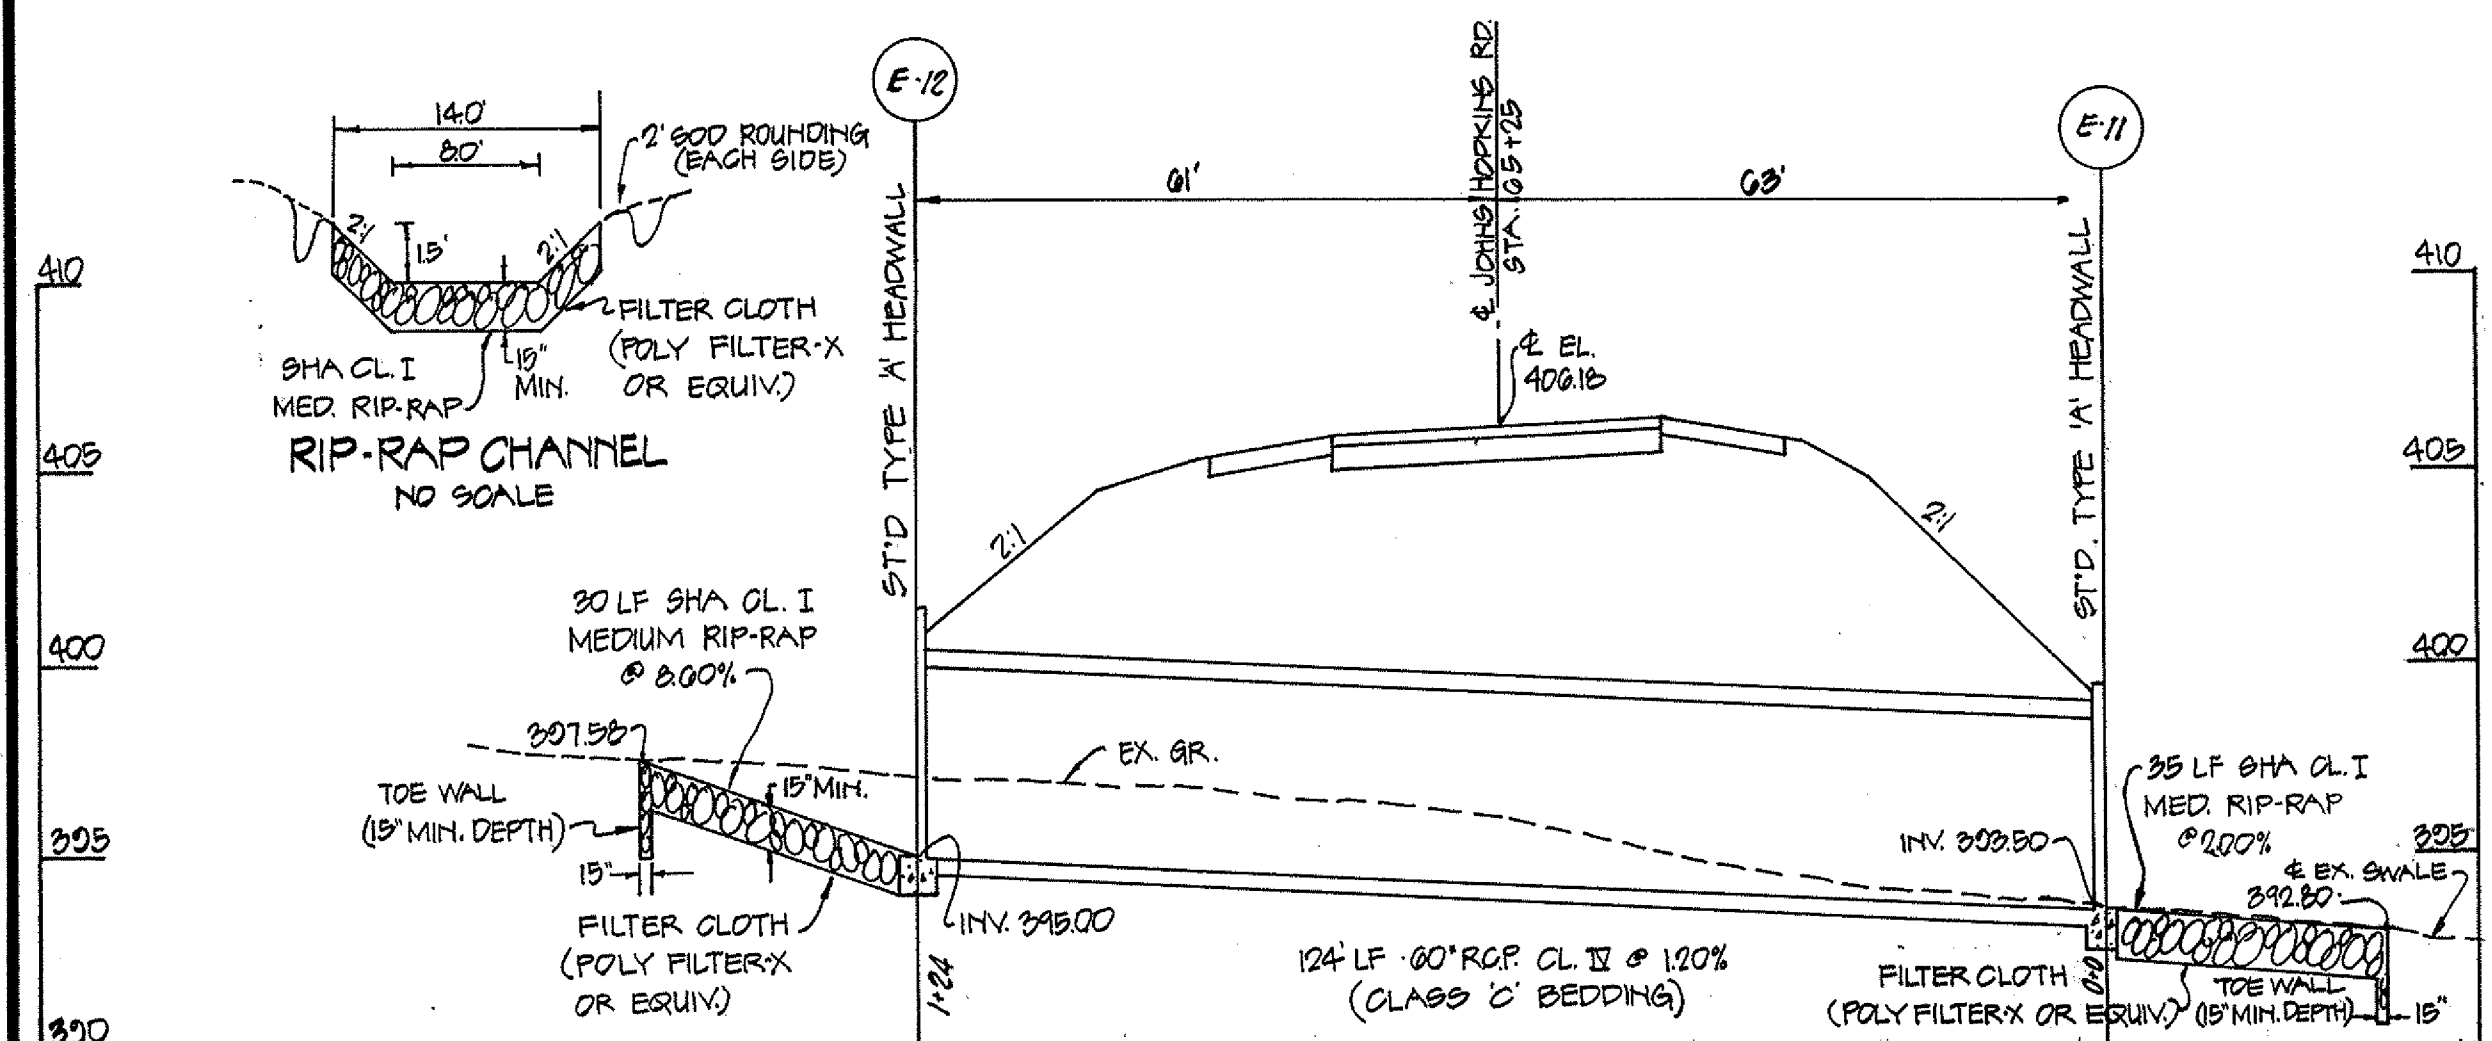 E-12
E-11
14.0'
8.0'
2' SOD ROUNDING
(EACH SIDE)
2:1
1.5'
2:1
FILTER CLOTH
(POLY FILTER-X
OR EQUIV.)
15"
MIN.
SHA CL. I
MED. RIP-RAP
RIP-RAP CHANNEL
NO SCALE
410
405
400
395
390
ST'D TYPE 'A' HEADWALL
61'
63'
℄ JOHNS HOPKINS RD.
STA. 65+25
℄ EL.
406.18
ST'D. TYPE 'A' HEADWALL
410
405
400
395
2:1
2:1
30 LF SHA CL. I
MEDIUM RIP-RAP
@ 8.60%
397.58
TOE WALL
(15" MIN. DEPTH)
15" MIN.
15"
FILTER CLOTH
(POLY FILTER-X
OR EQUIV.)
EX. GR.
INV. 395.00
1+24
124' LF 60" R.C.P. CL. IV @ 1.20%
(CLASS 'C' BEDDING)
INV. 393.50
35 LF SHA CL. I
MED. RIP-RAP
@ 2.00%
℄ EX. SWALE
392.80
0+0
FILTER CLOTH
(POLY FILTER-X OR EQUIV.)
TOE WALL
(15" MIN. DEPTH)
15"